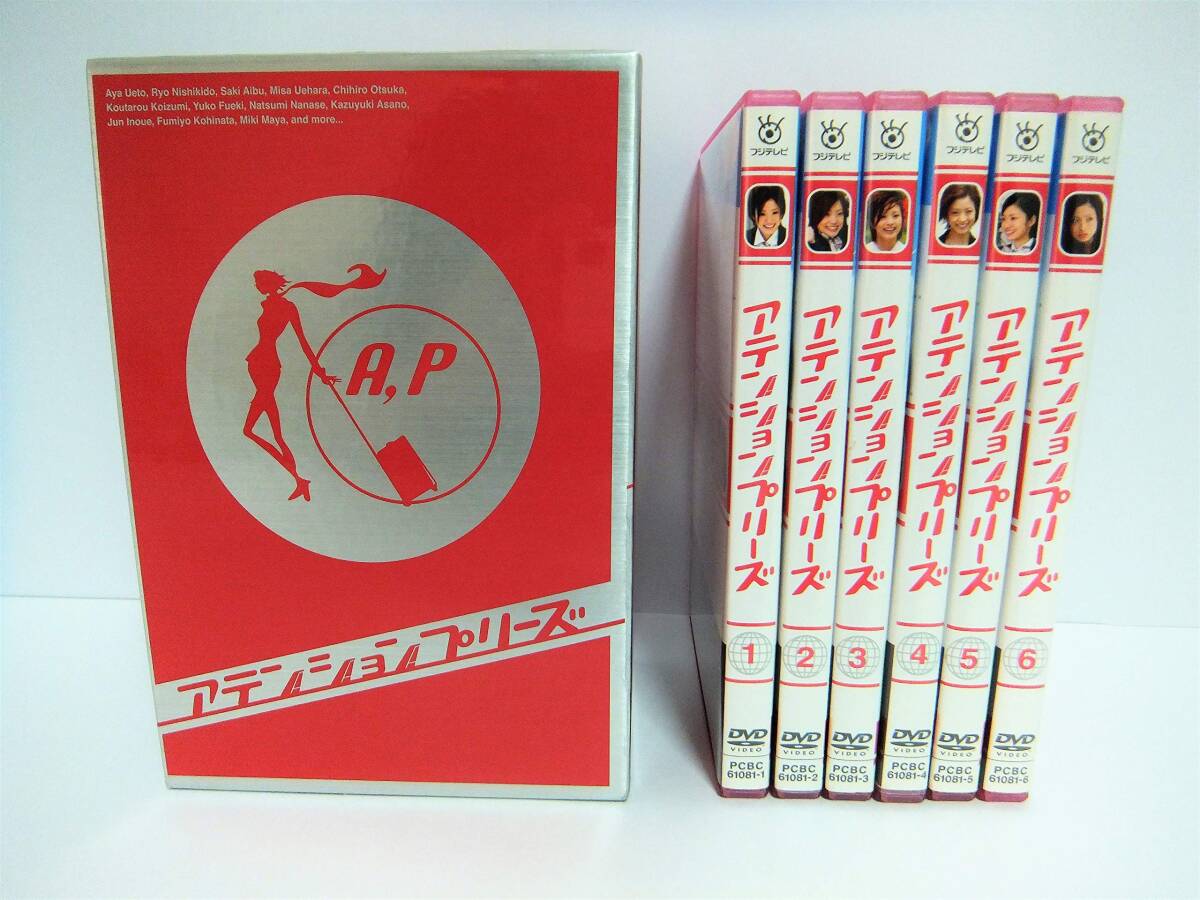 Aya Ueto, Ryo Nishikido, Saki Aibu, Misa Uehara, Chihiro Otsuka,
Koutarou Koizumi, Yuko Fueki, Natsumi Nanase, Kazuyuki Asano,
Jun Inoue, Fumiyo Kohinata, Miki Maya, and more...
A,P
アテンションプリーズ
フジテレビ
アテンションプリーズ
1
DVD
VIDEO
PCBC
61081-1
フジテレビ
アテンションプリーズ
2
DVD
VIDEO
PCBC
61081-2
フジテレビ
アテンションプリーズ
3
DVD
VIDEO
PCBC
61081-3
フジテレビ
アテンションプリーズ
4
DVD
VIDEO
PCBC
61081-4
フジテレビ
アテンションプリーズ
5
DVD
VIDEO
PCBC
61081-5
フジテレビ
アテンションプリーズ
6
DVD
VIDEO
PCBC
61081-6